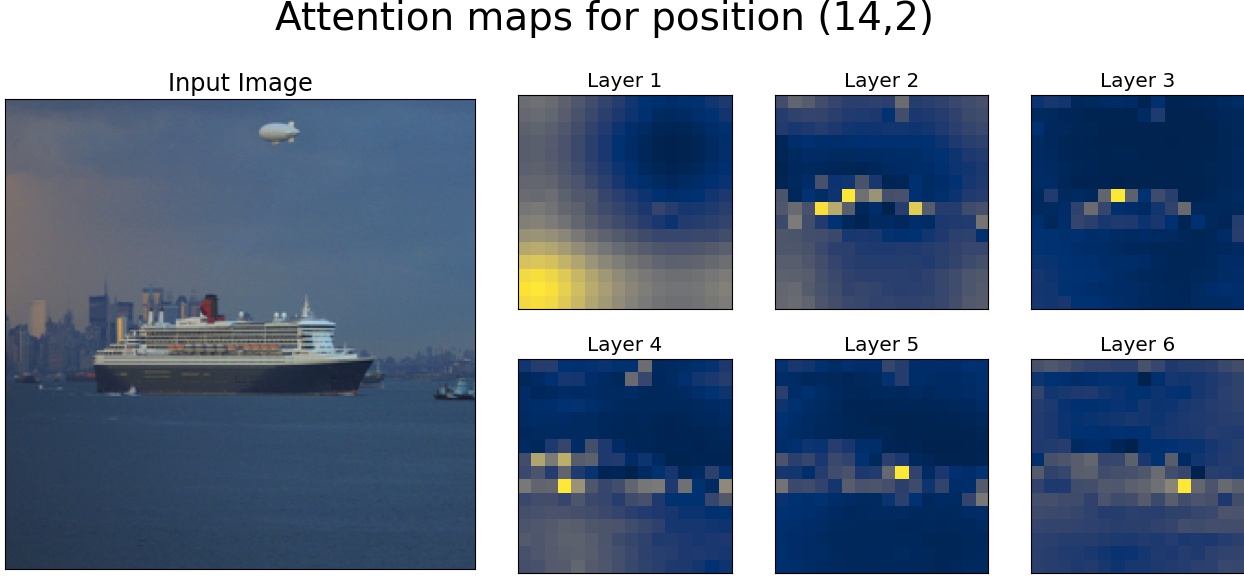 Attention maps for position (14,2)
Input Image
Layer 1
Layer 2
Layer 3
Layer 4
Layer 5
Layer 6